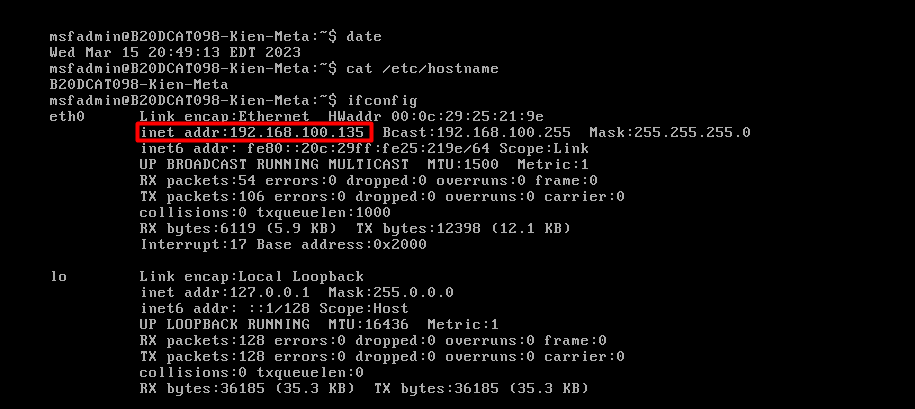 msfadmin@B20DCAT098-Kien-Meta:~$ date
Wed Mar 15 20:49:13 EDT 2023
msfadmin@B20DCAT098-Kien-Meta:~$ cat /etc/hostname
B20DCAT098-Kien-Meta
msfadmin@B20DCAT098-Kien-Meta:~$ ifconfig
eth0      Link encap:Ethernet  HWaddr 00:0c:29:25:21:9e
          inet addr:192.168.100.135  Bcast:192.168.100.255  Mask:255.255.255.0
          inet6 addr: fe80::20c:29ff:fe25:219e/64 Scope:Link
          UP BROADCAST RUNNING MULTICAST  MTU:1500  Metric:1
          RX packets:54 errors:0 dropped:0 overruns:0 frame:0
          TX packets:106 errors:0 dropped:0 overruns:0 carrier:0
          collisions:0 txqueuelen:1000
          RX bytes:6119 (5.9 KB)  TX bytes:12398 (12.1 KB)
          Interrupt:17 Base address:0x2000

lo        Link encap:Local Loopback
          inet addr:127.0.0.1  Mask:255.0.0.0
          inet6 addr: ::1/128 Scope:Host
          UP LOOPBACK RUNNING  MTU:16436  Metric:1
          RX packets:128 errors:0 dropped:0 overruns:0 frame:0
          TX packets:128 errors:0 dropped:0 overruns:0 carrier:0
          collisions:0 txqueuelen:0
          RX bytes:36185 (35.3 KB)  TX bytes:36185 (35.3 KB)